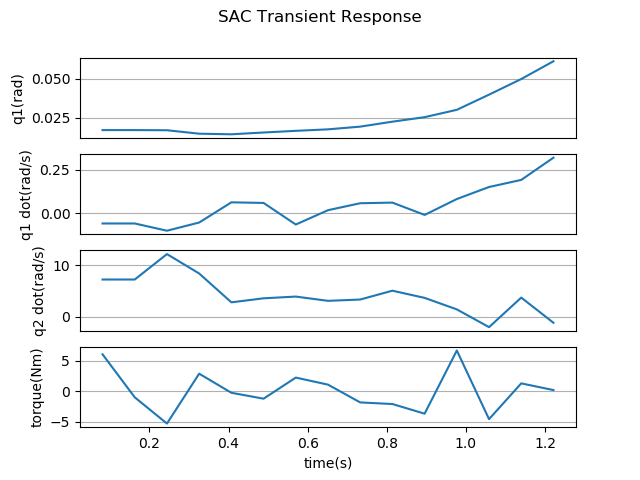 SAC Transient Response
q1(rad)
0.050
0.025
q1 dot(rad/s)
0.25
0.00
q2 dot(rad/s)
10
0
torque(Nm)
5
0
−5
0.2 0.4 0.6 0.8 1.0 1.2
time(s)